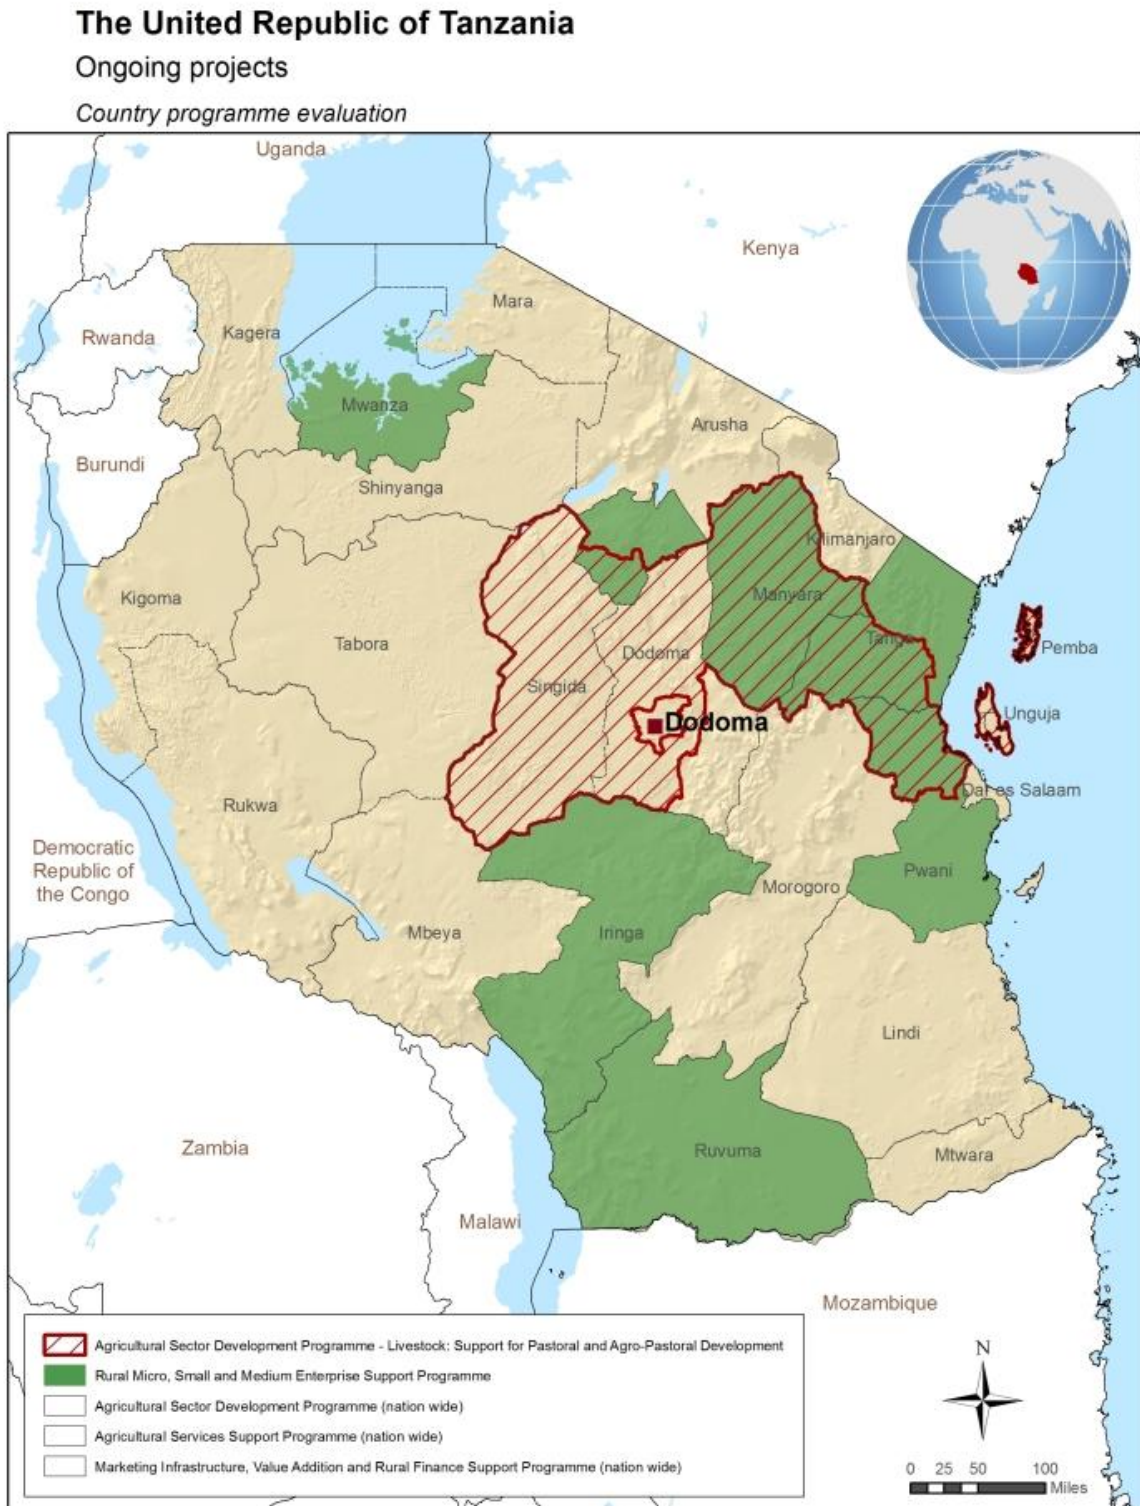 The United Republic of Tanzania
Ongoing projects
Country programme evaluation
Uganda
Kenya
Mara
Rwanda
Kagera
Mwanza
Arusha
Burundi
Shinyanga
Kilimanjaro
Kigoma
Manyara
Tabora
Tanga
Dodoma
Pemba
Singida
Unguja
Dodoma
Dar es Salaam
Rukwa
Democratic
Republic of
the Congo
Pwani
Morogoro
Mbeya
Iringa
Lindi
Zambia
Ruvuma
Mtwara
Malawi
Mozambique
Agricultural Sector Development Programme - Livestock: Support for Pastoral and Agro-Pastoral Development
Rural Micro, Small and Medium Enterprise Support Programme
Agricultural Sector Development Programme (nation wide)
Agricultural Services Support Programme (nation wide)
Marketing Infrastructure, Value Addition and Rural Finance Support Programme (nation wide)
N
0 25 50 100
Miles